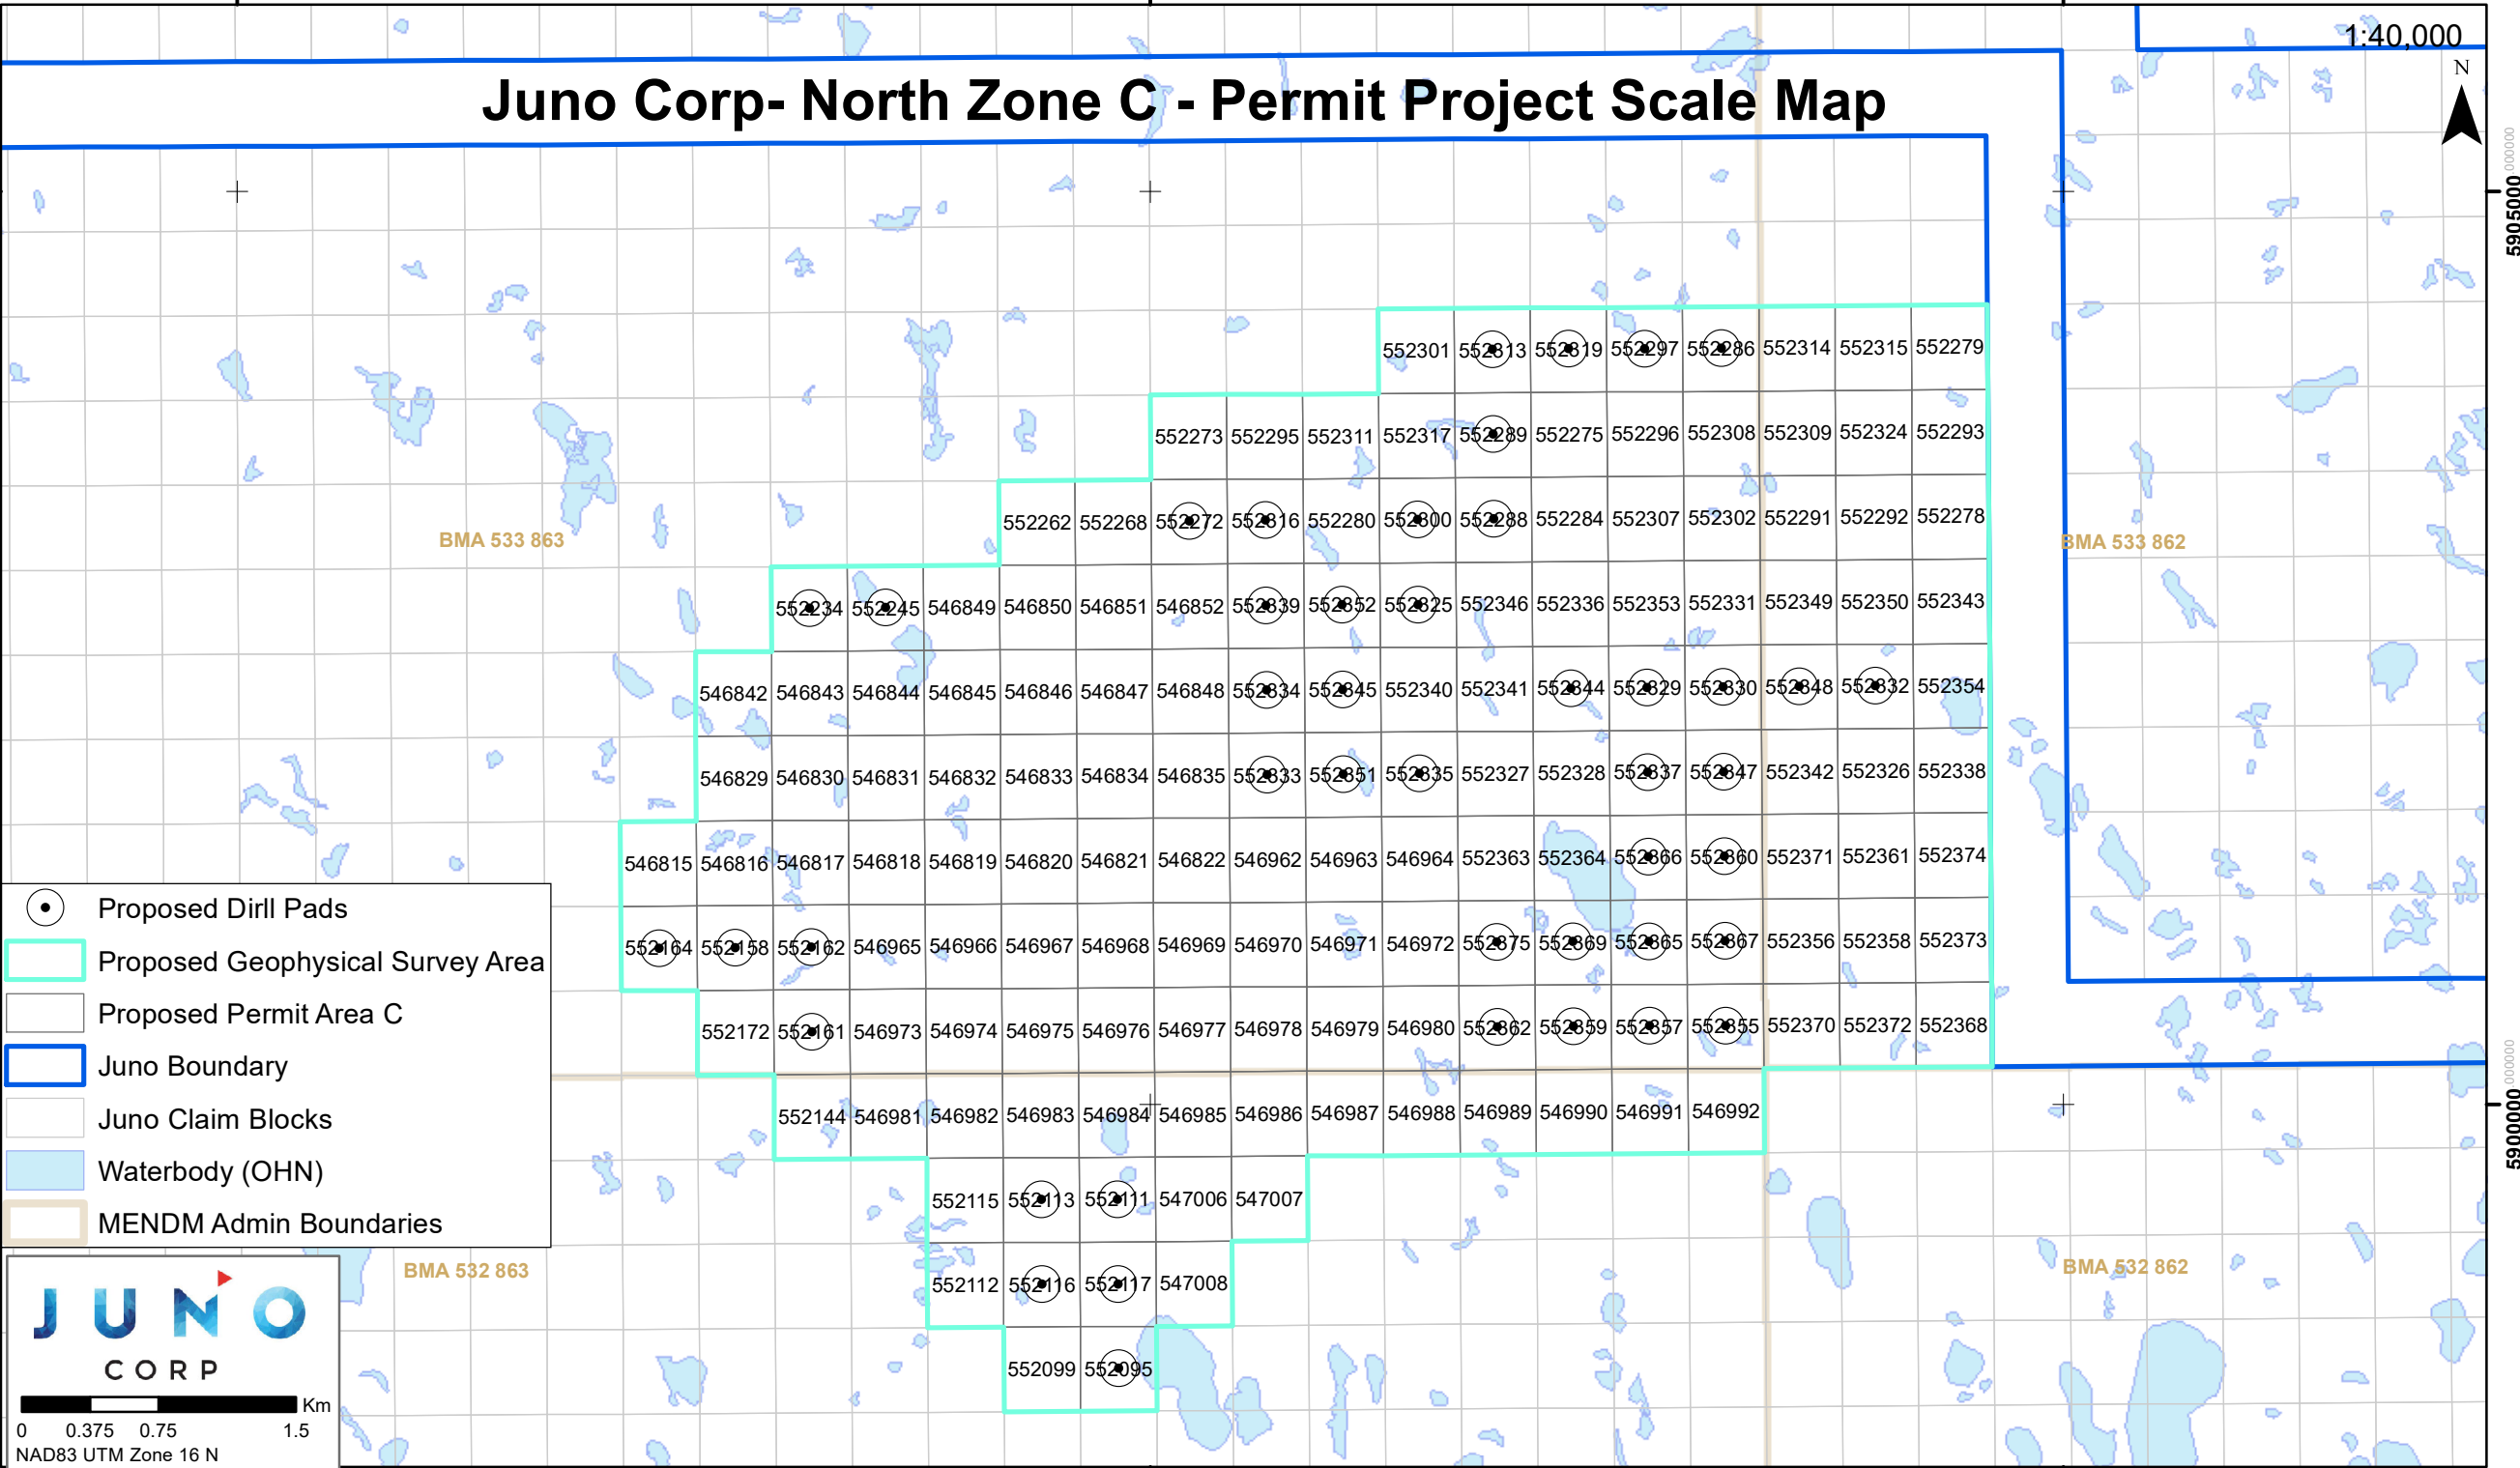 1:40,000
N
Juno Corp- North Zone C - Permit Project Scale Map
5905000
000000
552301 552313 552319 552297 552286 552314 552315 552279
552273 552295 552311 552317 552289 552275 552296 552308 552309 552324 552293
552262 552268 552272 552316 552280 552300 552288 552284 552307 552302 552291 552292 552278
BMA 533 863
BMA 533 862
552234 552245 546849 546850 546851 546852 552339 552352 552325 552346 552336 552353 552331 552349 552350 552343
546842 546843 546844 546845 546846 546847 546848 552334 552345 552340 552341 552344 552329 552330 552348 552332 552354
546829 546830 546831 546832 546833 546834 546835 552333 552351 552335 552327 552328 552337 552347 552342 552326 552338
546815 546816 546817 546818 546819 546820 546821 546822 546962 546963 546964 552363 552364 552366 552360 552371 552361 552374
552164 552158 552162 546965 546966 546967 546968 546969 546970 546971 546972 552375 552369 552365 552367 552356 552358 552373
552172 552161 546973 546974 546975 546976 546977 546978 546979 546980 552362 552359 552357 552355 552370 552372 552368
552144 546981 546982 546983 546984 546985 546986 546987 546988 546989 546990 546991 546992
5900000
000000
552115 552113 552111 547006 547007
552112 552116 552117 547008
552099 552095
BMA 532 863
BMA 532 862
Proposed Dirll Pads
Proposed Geophysical Survey Area
Proposed Permit Area C
Juno Boundary
Juno Claim Blocks
Waterbody (OHN)
MENDM Admin Boundaries
JUNO
CORP
Km
0 0.375 0.75 1.5
NAD83 UTM Zone 16 N